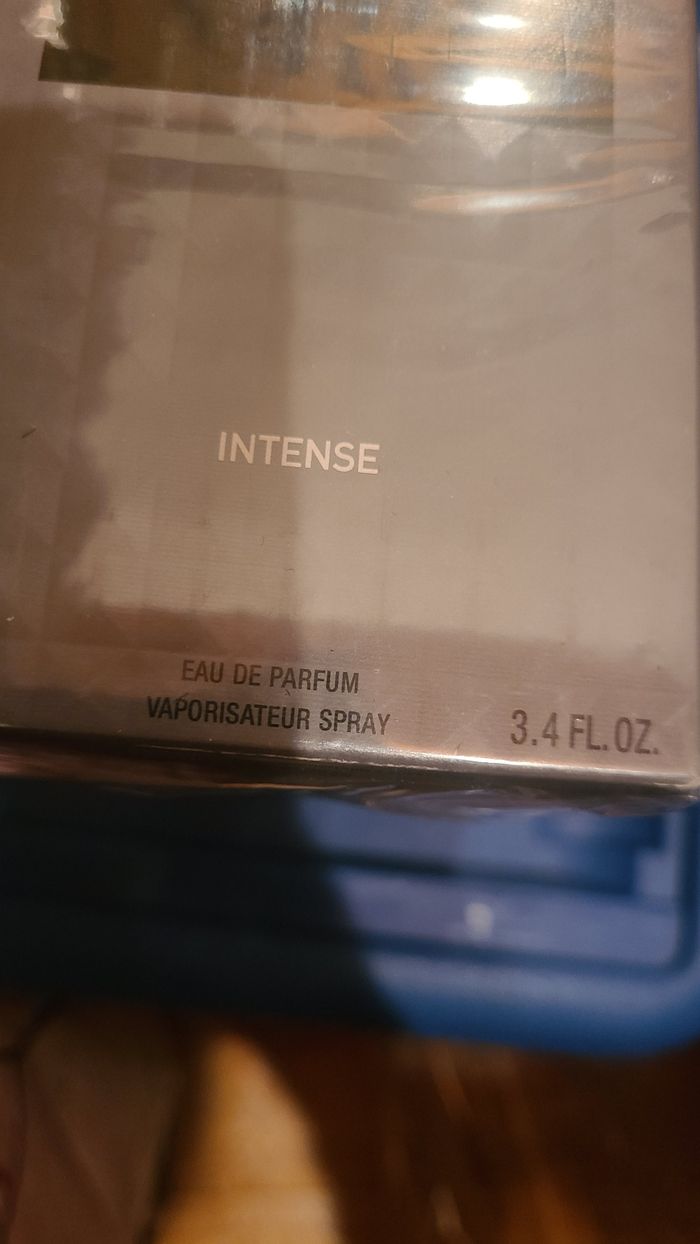 INTENSE
EAU DE PARFUM
VAPORISATEUR SPRAY
3.4 FL. OZ.